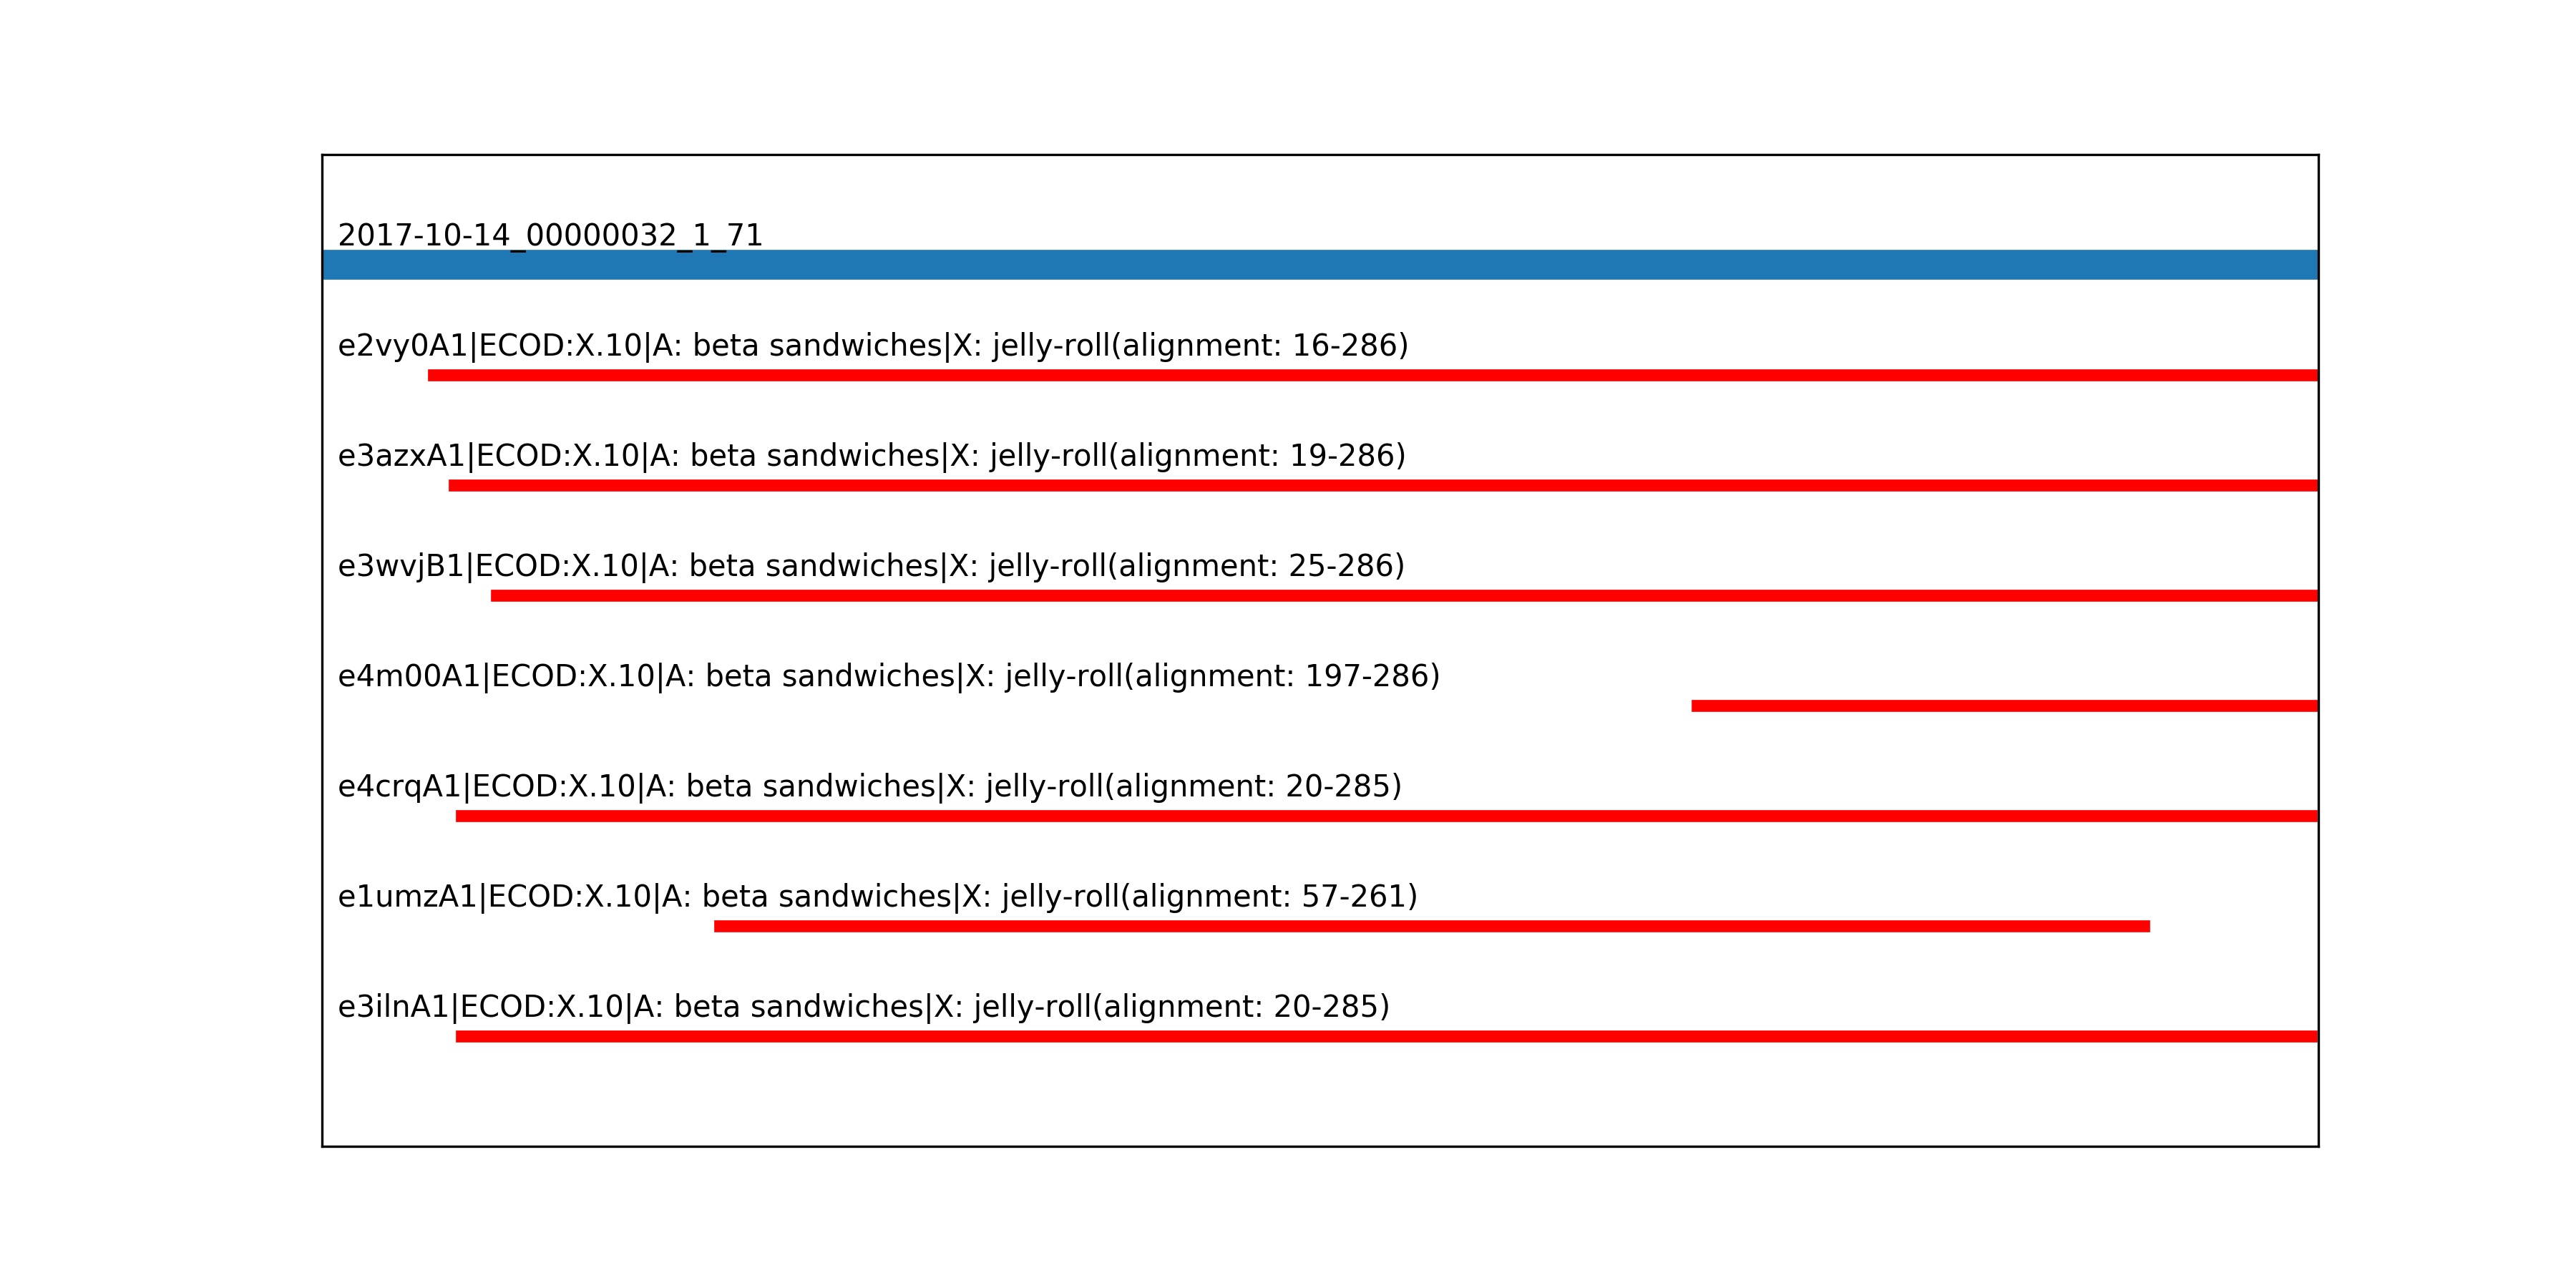 2017-10-14_00000032_1_71
e2vy0A1|ECOD:X.10|A: beta sandwiches|X: jelly-roll(alignment: 16-286)
e3azxA1|ECOD:X.10|A: beta sandwiches|X: jelly-roll(alignment: 19-286)
e3wvjB1|ECOD:X.10|A: beta sandwiches|X: jelly-roll(alignment: 25-286)
e4m00A1|ECOD:X.10|A: beta sandwiches|X: jelly-roll(alignment: 197-286)
e4crqA1|ECOD:X.10|A: beta sandwiches|X: jelly-roll(alignment: 20-285)
e1umzA1|ECOD:X.10|A: beta sandwiches|X: jelly-roll(alignment: 57-261)
e3ilnA1|ECOD:X.10|A: beta sandwiches|X: jelly-roll(alignment: 20-285)